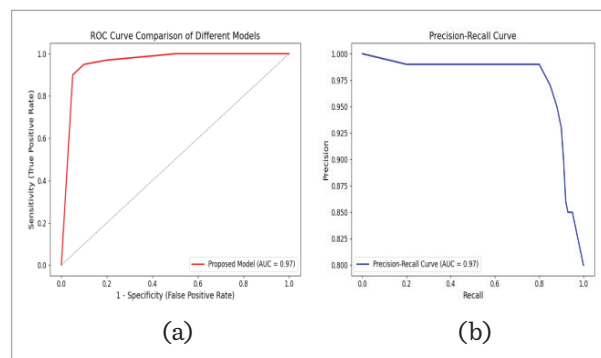 ROC Curve Comparison of Different Models
1.0
0.8
0.6
0.4
0.2
0.0
Sensitivity (True Positive Rate)
Proposed Model (AUC = 0.97)
0.0 0.2 0.4 0.6 0.8 1.0
1 - Specificity (False Positive Rate)
(a)
Precision-Recall Curve
1.000
0.975
0.950
0.925
0.900
0.875
0.850
0.825
0.800
Precision
Precision-Recall Curve (AUC = 0.97)
0.0 0.2 0.4 0.6 0.8 1.0
Recall
(b)